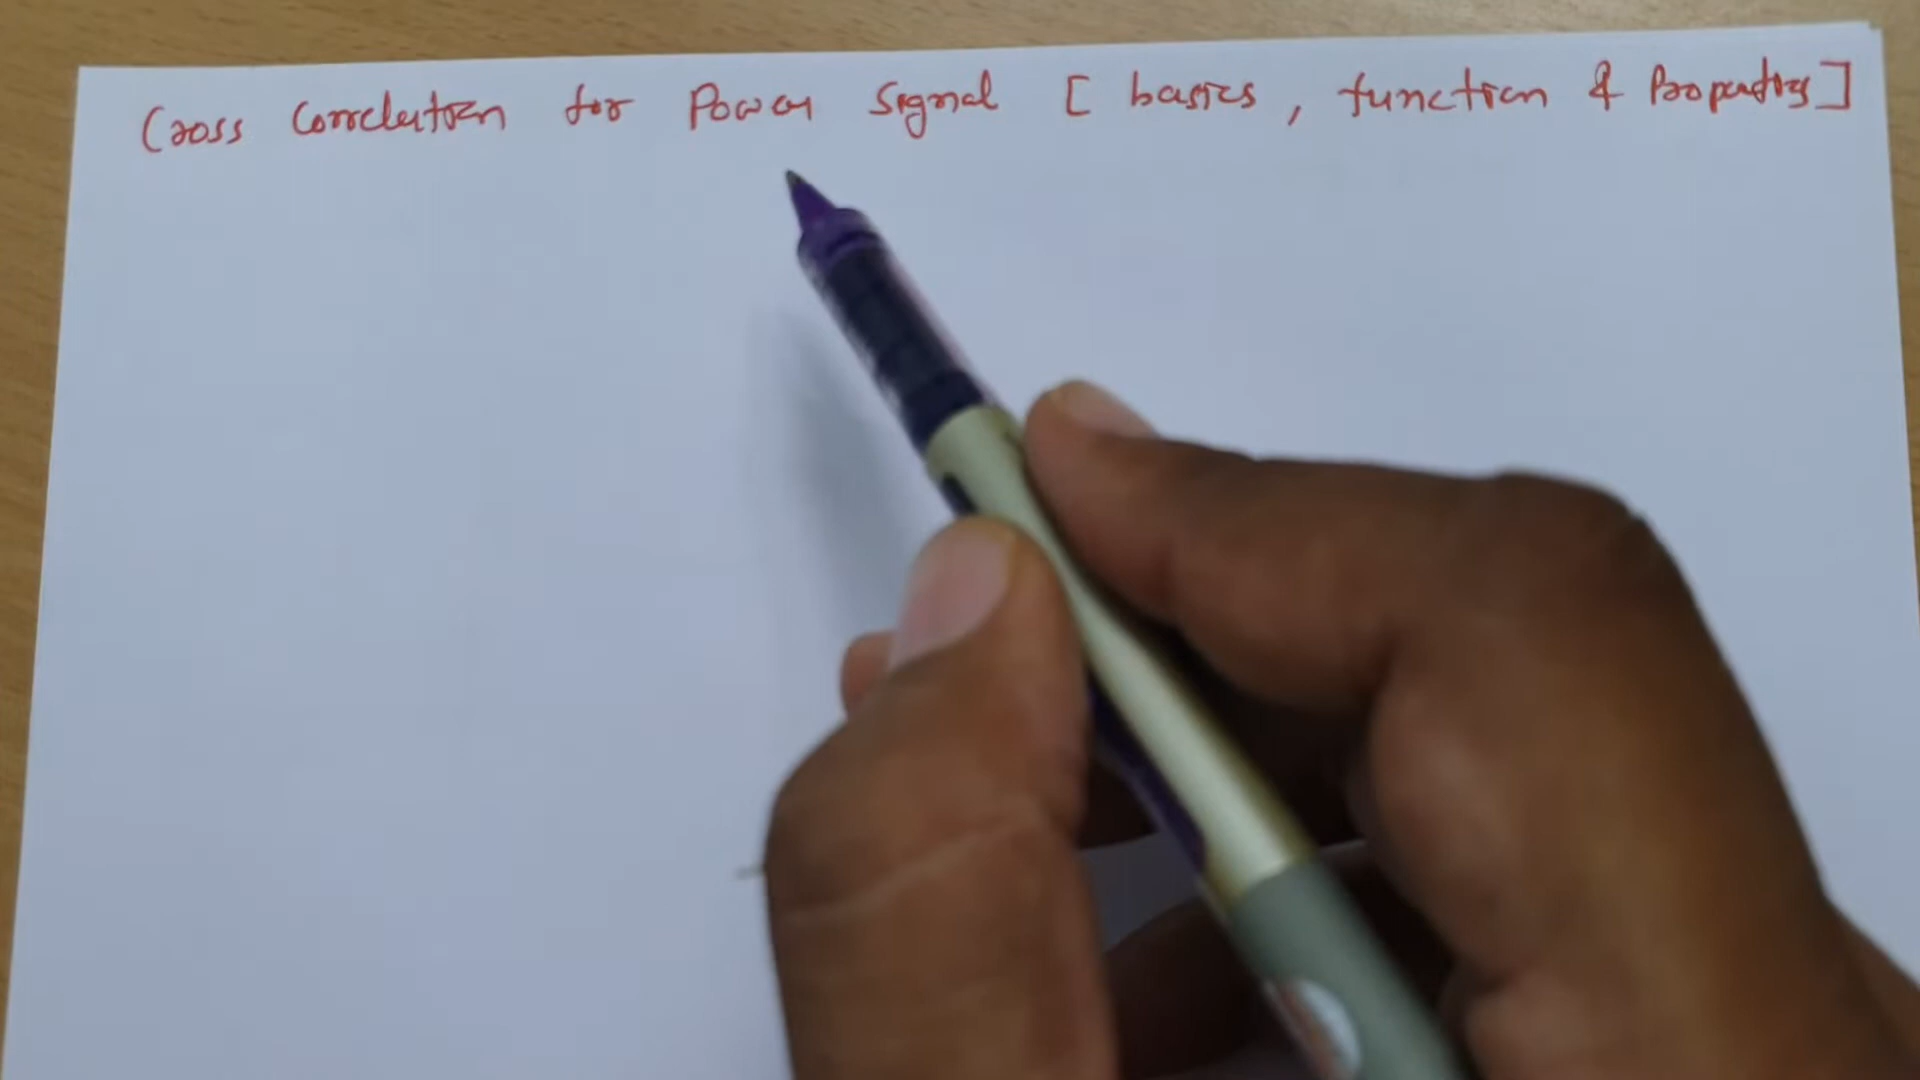 Cross Correlation for Power Signal [ basics , function & Properties ]